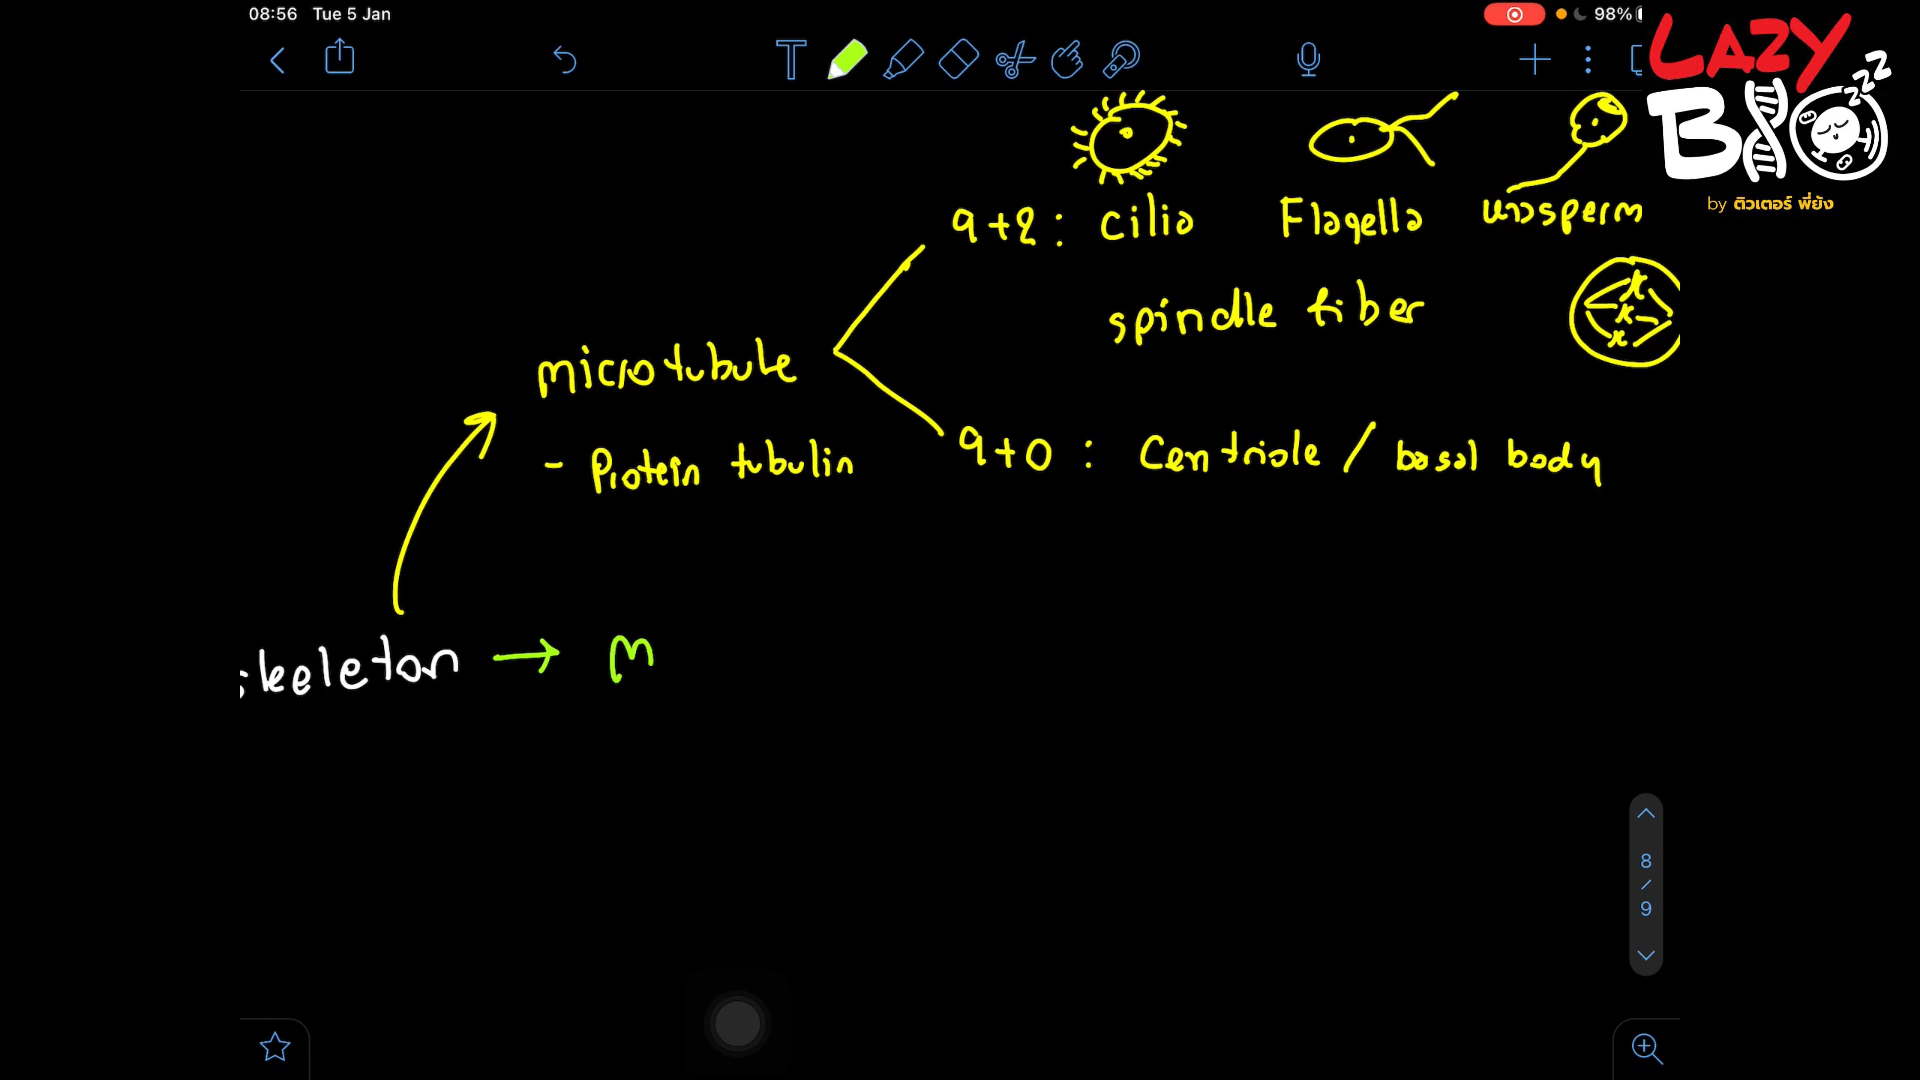 08:56 Tue 5 Jan
98%
LAZY
BIO
zzz
by ติวเตอร์ พี่ยัง
9+2 : cilia Flagella หางsperm
spindle fiber
microtubule
- Protein tubulin
9+0 : Centriole / basal body
skeleton → m
8
/
9